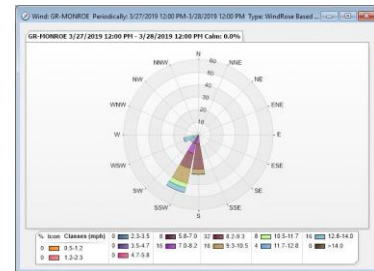 Wind: GR-MONROE Periodically: 3/27/2019 12:00 PM-3/28/2019 12:00 PM Type: WindRose Based ...
GR-MONROE 3/27/2019 12:00 PM - 3/28/2019 12:00 PM Calm: 0.0%
N
NNW NNE
NW NE
WNW ENE
W E
WSW ESE
SW SE
SSW SSE
S
60
50
40
30
20
10
% Icon Classes (mph) 0 2.3-3.5 8 5.8-7.0 32 8.2-9.3 8 10.5-11.7 16 12.8-14.0
0 0.5-1.2 0 3.5-4.7 16 7.0-8.2 16 9.3-10.5 4 11.7-12.8 0 >14.0
0 1.2-2.3 0 4.7-5.8